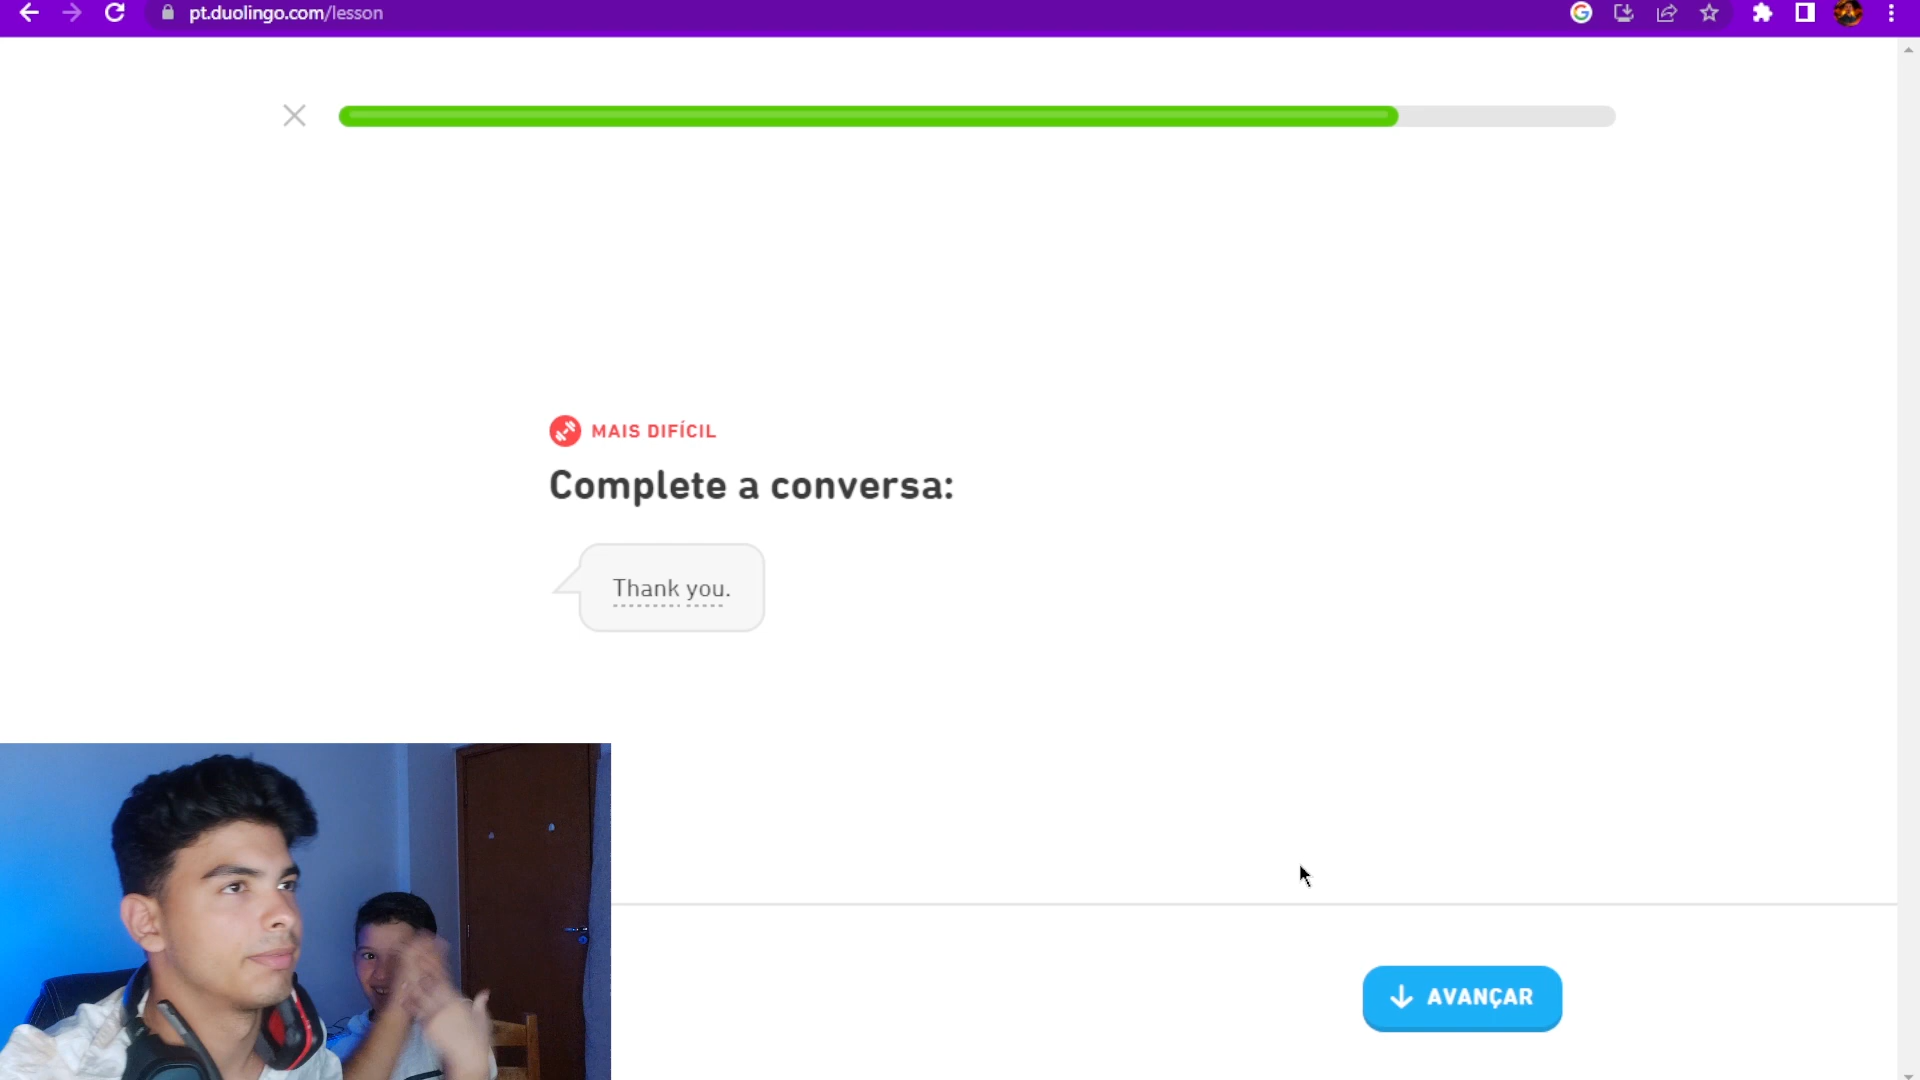 pt.duolingo.com/lesson
MAIS DIFÍCIL
Complete a conversa:
Thank you.
AVANÇAR